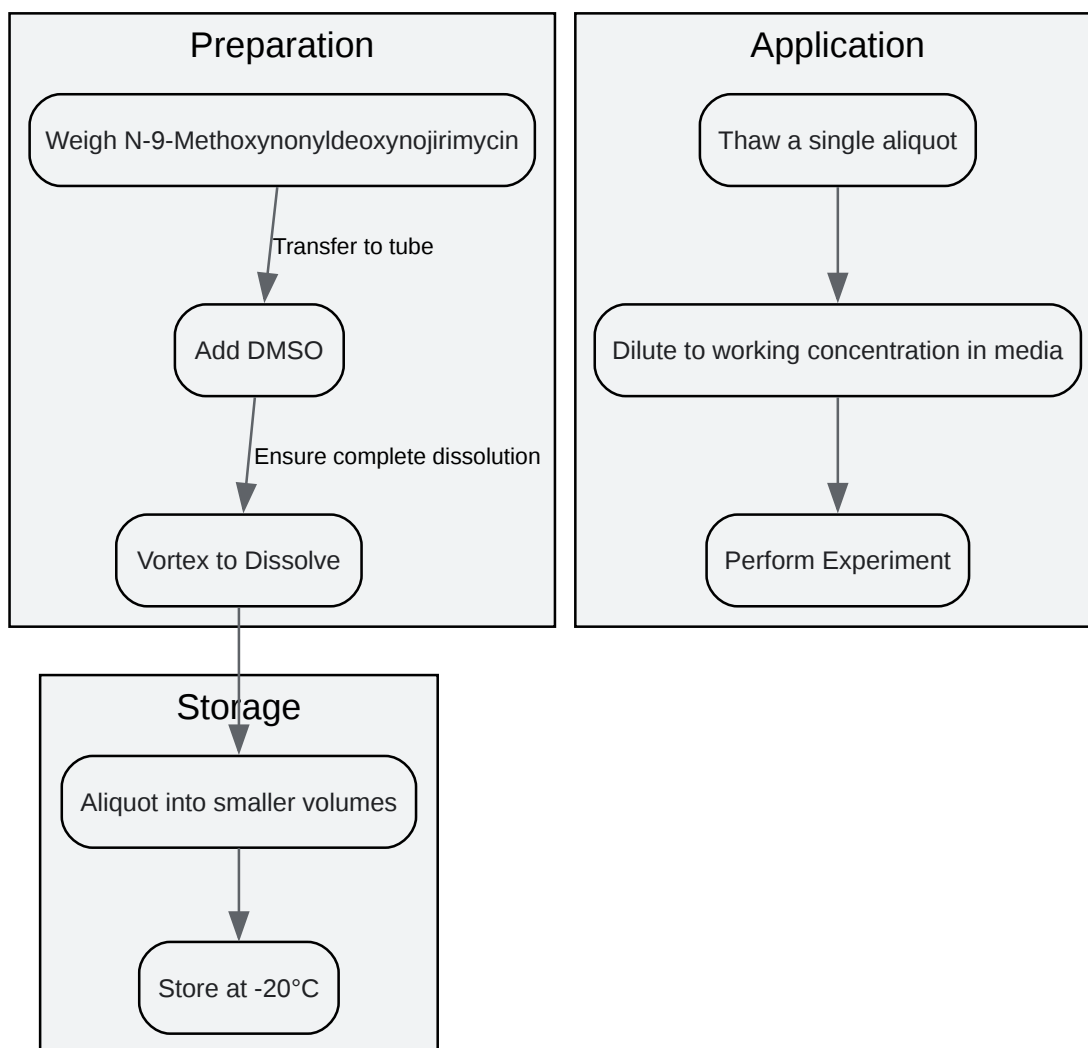 Preparation
Weigh N-9-Methoxynonyldeoxynojirimycin
Transfer to tube
Add DMSO
Ensure complete dissolution
Vortex to Dissolve
Storage
Aliquot into smaller volumes
Store at -20°C
Application
Thaw a single aliquot
Dilute to working concentration in media
Perform Experiment